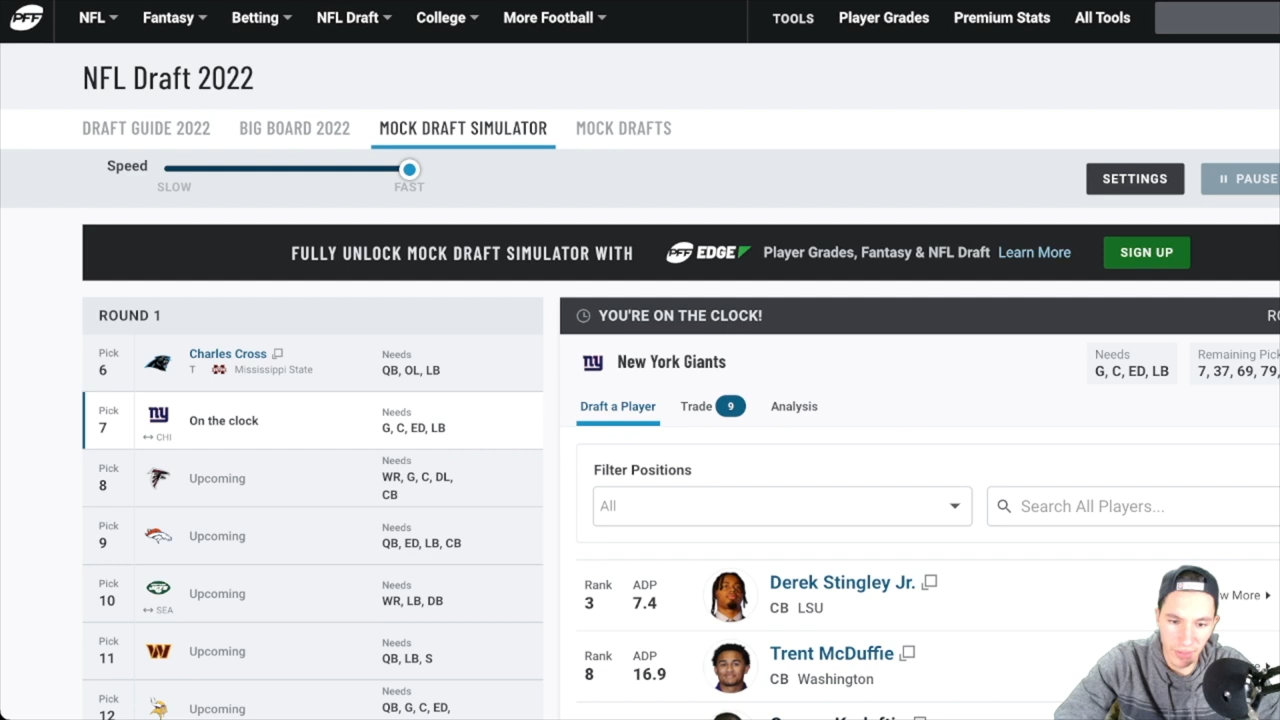 PFF
NFL
Fantasy
Betting
NFL Draft
College
More Football
TOOLS
Player Grades
Premium Stats
All Tools
NFL Draft 2022
DRAFT GUIDE 2022
BIG BOARD 2022
MOCK DRAFT SIMULATOR
MOCK DRAFTS
Speed
SLOW
FAST
SETTINGS
PAUSE
FULLY UNLOCK MOCK DRAFT SIMULATOR WITH
PFF EDGE
Player Grades, Fantasy & NFL Draft Learn More
SIGN UP
ROUND 1
Pick
6
Charles Cross
T Mississippi State
Needs
QB, OL, LB
Pick
7
ny
↔ CHI
On the clock
Needs
G, C, ED, LB
Pick
8
Upcoming
Needs
WR, G, C, DL,
CB
Pick
9
Upcoming
Needs
QB, ED, LB, CB
Pick
10
↔ SEA
Upcoming
Needs
WR, LB, DB
Pick
11
W
Upcoming
Needs
QB, LB, S
Pick
12
Upcoming
Needs
QB, G, C, ED,
YOU'RE ON THE CLOCK!
ny
New York Giants
Needs
G, C, ED, LB
Remaining Pick
7, 37, 69, 79,
Draft a Player
Trade 9
Analysis
Filter Positions
All
Search All Players...
Rank
3
ADP
7.4
Derek Stingley Jr.
CB LSU
w More
Rank
8
ADP
16.9
Trent McDuffie
CB Washington